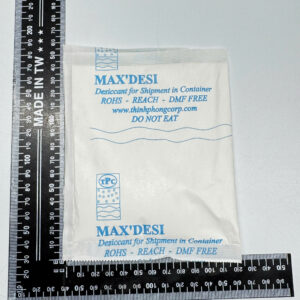 MAX'DESI
Desiccant for Shipment in Container
ROHS - REACH - DMF FREE
www.thinhphongcorp.com
DO NOT EAT
TPC
MAX'DESI
Desiccant for Shipment in Container
ROHS - REACH - DMF FREE
MADE IN TW